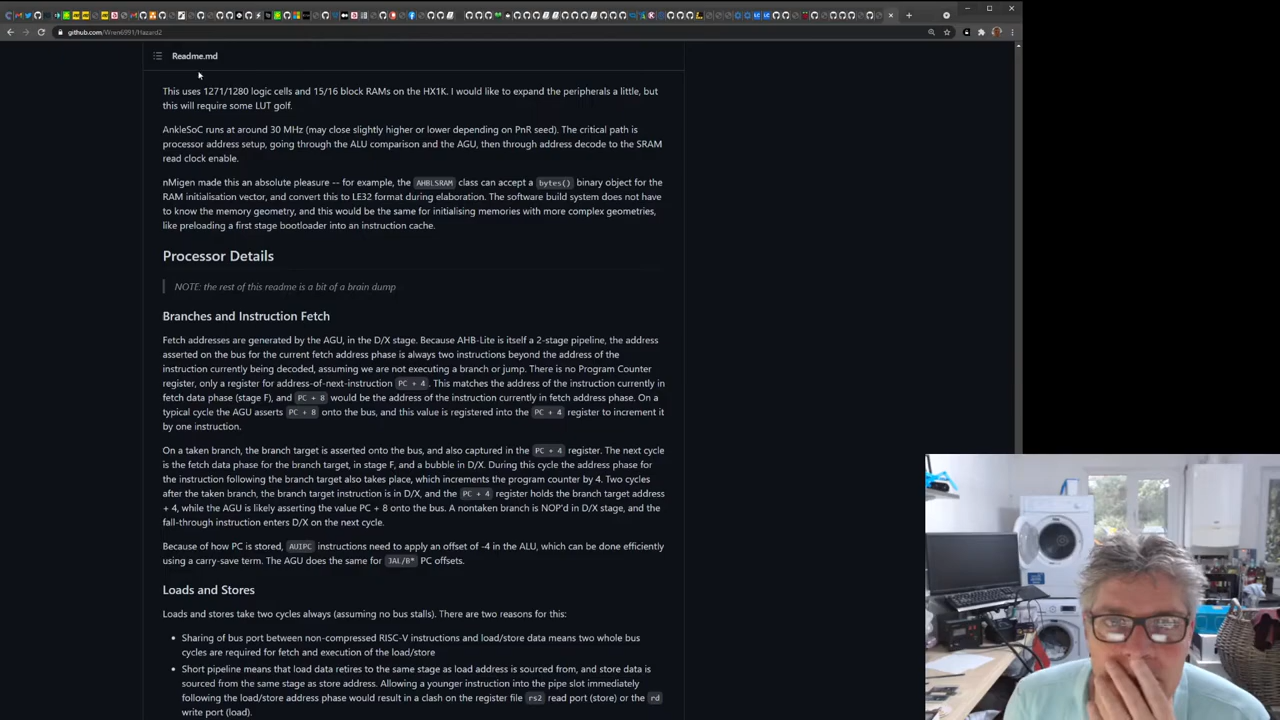 github.com/Wren6991/Hazard2
Readme.md
This uses 1271/1280 logic cells and 15/16 block RAMs on the HX1K. I would like to expand the peripherals a little, but
this will require some LUT golf.
AnkleSoC runs at around 30 MHz (may close slightly higher or lower depending on PnR seed). The critical path is
processor address setup, going through the ALU comparison and the AGU, then through address decode to the SRAM
read clock enable.
nMigen made this an absolute pleasure -- for example, the AHBLSRAM class can accept a bytes() binary object for the
RAM initialisation vector, and convert this to LE32 format during elaboration. The software build system does not have
to know the memory geometry, and this would be the same for initialising memories with more complex geometries,
like preloading a first stage bootloader into an instruction cache.
Processor Details
NOTE: the rest of this readme is a bit of a brain dump
Branches and Instruction Fetch
Fetch addresses are generated by the AGU, in the D/X stage. Because AHB-Lite is itself a 2-stage pipeline, the address
asserted on the bus for the current fetch address phase is always two instructions beyond the address of the
instruction currently being decoded, assuming we are not executing a branch or jump. There is no Program Counter
register, only a register for address-of-next-instruction PC + 4. This matches the address of the instruction currently in
fetch data phase (stage F), and PC + 8 would be the address of the instruction currently in fetch address phase. On a
typical cycle the AGU asserts PC + 8 onto the bus, and this value is registered into the PC + 4 register to increment it
by one instruction.
On a taken branch, the branch target is asserted onto the bus, and also captured in the PC + 4 register. The next cycle
is the fetch data phase for the branch target, in stage F, and a bubble in D/X. During this cycle the address phase for
the instruction following the branch target also takes place, which increments the program counter by 4. Two cycles
after the taken branch, the branch target instruction is in D/X, and the PC + 4 register holds the branch target address
+ 4, while the AGU is likely asserting the value PC + 8 onto the bus. A nontaken branch is NOP'd in D/X stage, and the
fall-through instruction enters D/X on the next cycle.
Because of how PC is stored, AUIPC instructions need to apply an offset of -4 in the ALU, which can be done efficiently
using a carry-save term. The AGU does the same for JAL/B* PC offsets.
Loads and Stores
Loads and stores take two cycles always (assuming no bus stalls). There are two reasons for this:
• Sharing of bus port between non-compressed RISC-V instructions and load/store data means two whole bus
cycles are required for fetch and execution of the load/store
• Short pipeline means that load data retires to the same stage as load address is sourced from, and store data is
sourced from the same stage as store address. Allowing a younger instruction into the pipe slot immediately
following the load/store address phase would result in a clash on the register file rs2 read port (store) or the rd
write port (load).